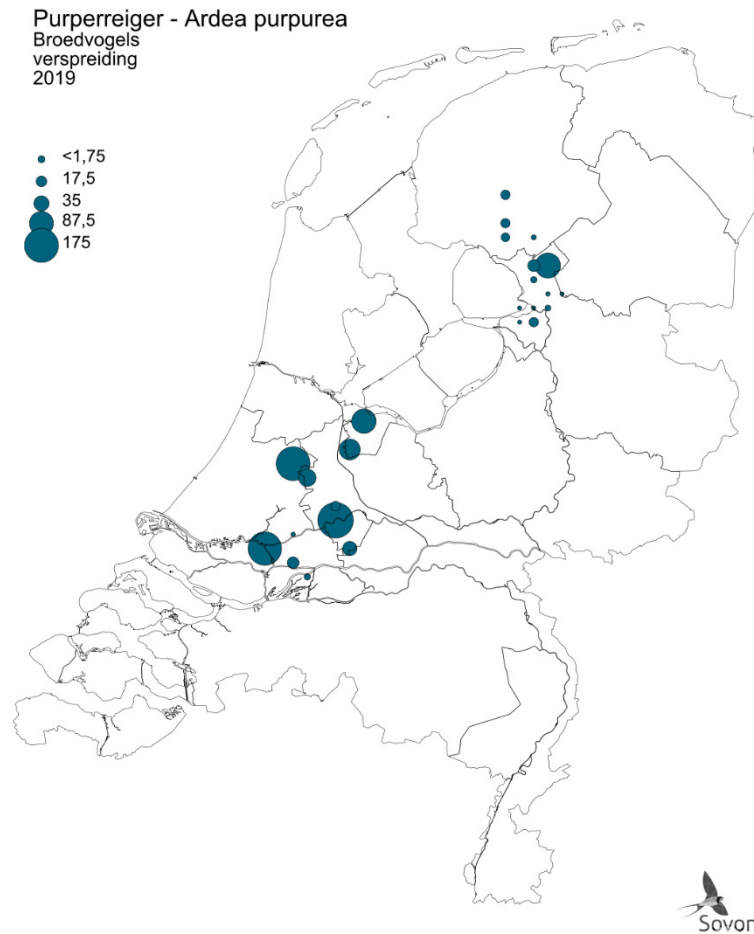 Purperreiger - Ardea purpurea
Broedvogels
verspreiding
2019
<1,75
17,5
35
87,5
175
Sovon